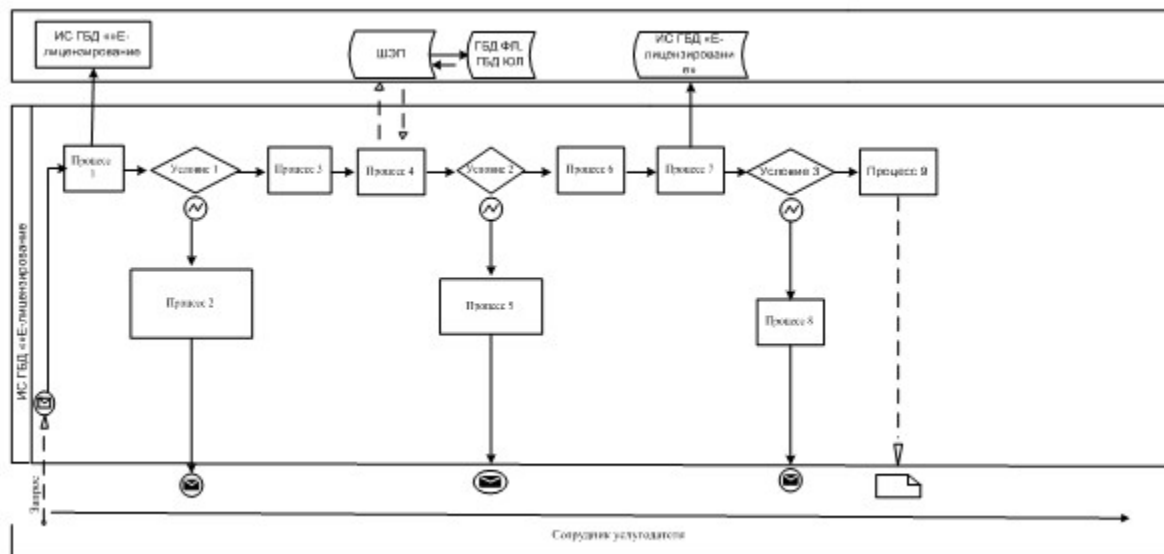 ИС ГБД ««Е-
лицензирование
ШЭП
ГБД ФЛ,
ГБД ЮЛ
ИС ГБД «Е-
лицензировани
е»
ИС ГБД ««Е-лицензирование
Процесс
1
Условие 1
Процесс 3
Процесс 4
Условие 2
Процесс 6
Процесс 7
Условие 3
Процесс 9
Процесс 2
Процесс 5
Процесс 8
Запрос
Сотрудник услугодателя